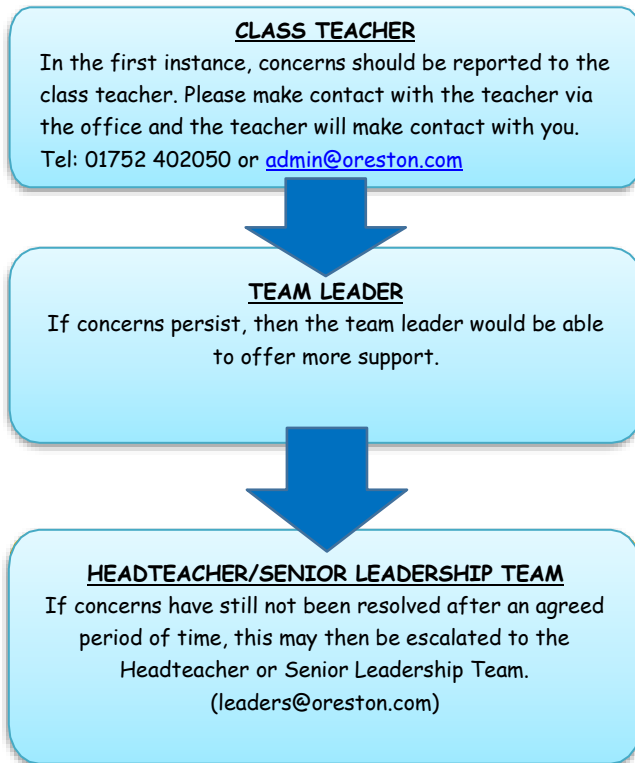 CLASS TEACHER
In the first instance, concerns should be reported to the
class teacher. Please make contact with the teacher via
the office and the teacher will make contact with you.
Tel: 01752 402050 or admin@oreston.com
TEAM LEADER
If concerns persist, then the team leader would be able
to offer more support.
HEADTEACHER/SENIOR LEADERSHIP TEAM
If concerns have still not been resolved after an agreed
period of time, this may then be escalated to the
Headteacher or Senior Leadership Team.
(leaders@oreston.com)